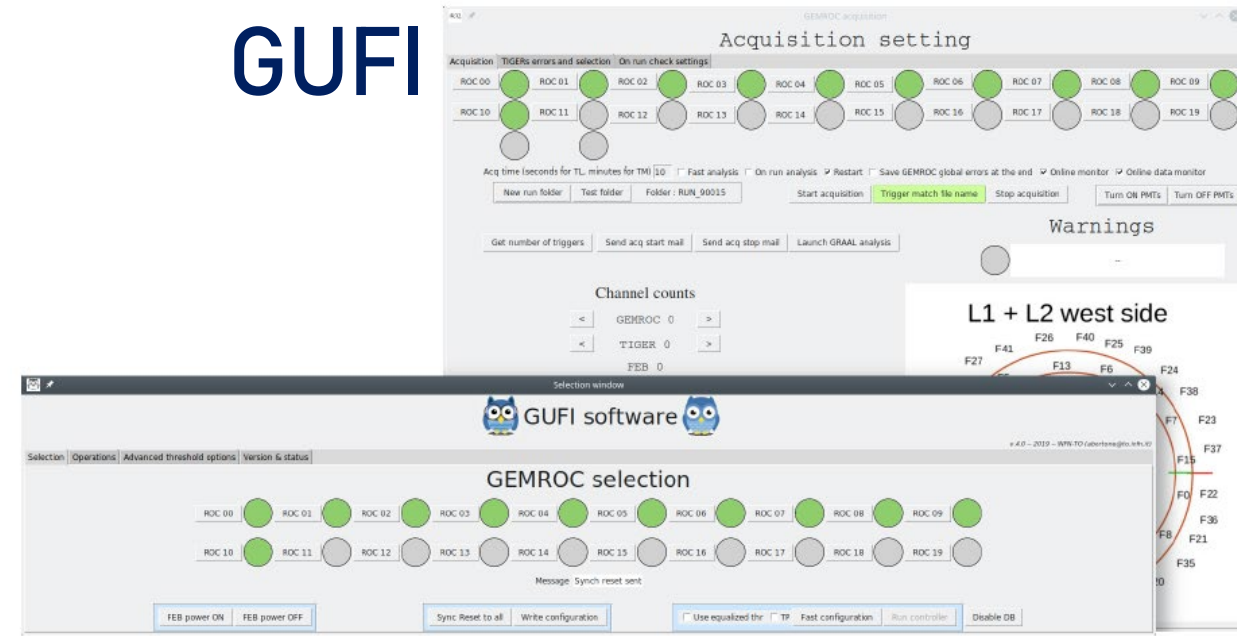 GUFI
GEMROC acquisition
Acquisition setting
Acquisition TIGERs errors and selection On run check settings
ROC 00 ROC 01 ROC 02 ROC 03 ROC 04 ROC 05 ROC 06 ROC 07 ROC 08 ROC 09
ROC 10 ROC 11 ROC 12 ROC 13 ROC 14 ROC 15 ROC 16 ROC 17 ROC 18 ROC 19
Acq time (seconds for TL, minutes for TM) 10 Fast analysis On run analysis Restart Save GEMROC global errors at the end Online monitor Online data monitor
New run folder Test folder Folder : RUN_90015 Start acquisition Trigger match file name Stop acquisition Turn ON PMTs Turn OFF PMTs
Warnings
Get number of triggers Send acq start mail Send acq stop mail Launch GRAAL analysis
-
Channel counts
< GEMROC 0 >
< TIGER 0 >
FEB 0
L1 + L2 west side
F26 F40
F41 F25 F39
F27 F13 F6 F24
F38
F7 F23
F37
F15
F0 F22
F36
F8 F21
F35
Selection window
GUFI software
Selection Operations Advanced threshold options Version & status
GEMROC selection
ROC 00 ROC 01 ROC 02 ROC 03 ROC 04 ROC 05 ROC 06 ROC 07 ROC 08 ROC 09
ROC 10 ROC 11 ROC 12 ROC 13 ROC 14 ROC 15 ROC 16 ROC 17 ROC 18 ROC 19
Message Synch reset sent
FEB power ON FEB power OFF Sync Reset to all Write configuration Use equalized thr Fast configuration Run controller Disable DB